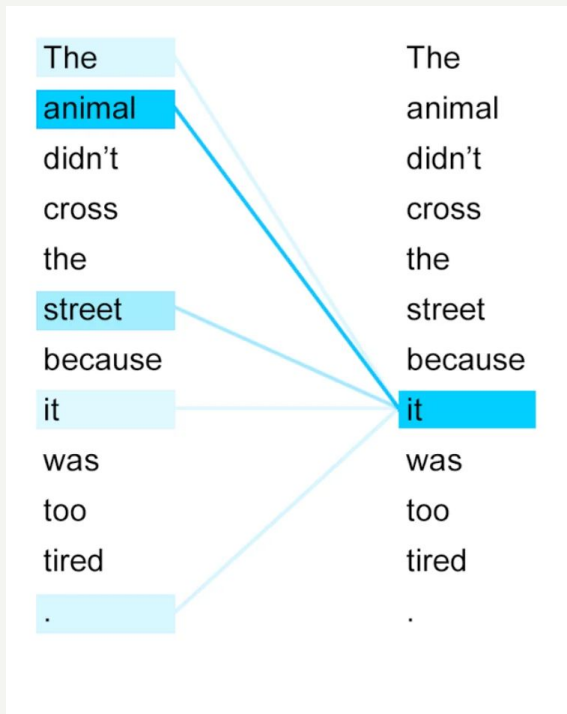 The
animal
didn’t
cross
the
street
because
it
was
too
tired
.
The
animal
didn’t
cross
the
street
because
it
was
too
tired
.